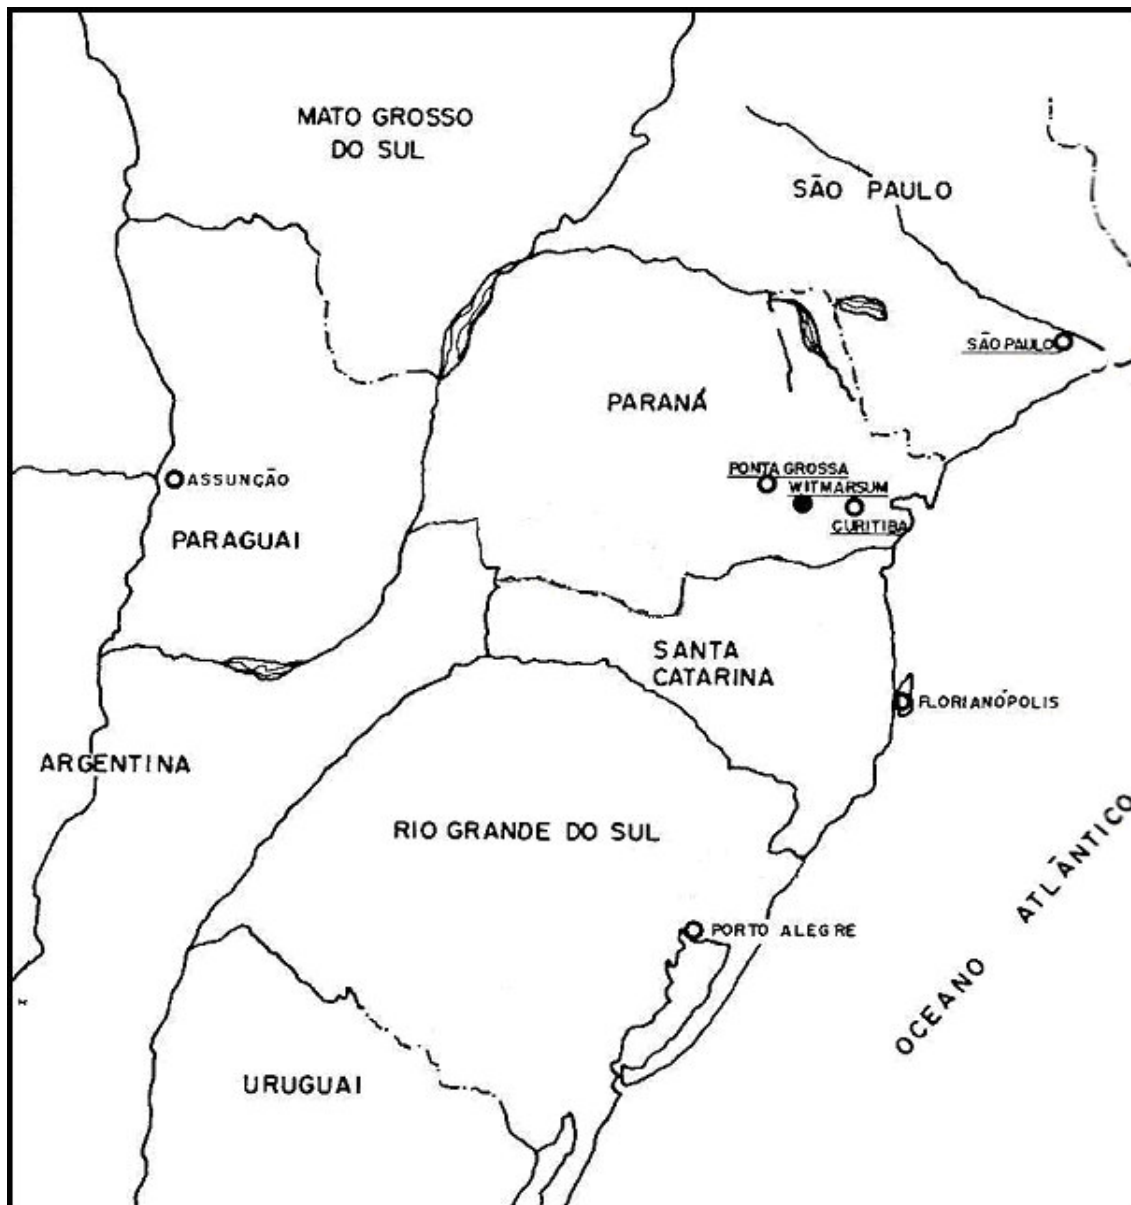 MATO GROSSO
DO SUL
SÃO PAULO
SÃO PAULO
PARANÁ
PONTA GROSSA
WITMARSUM
CURITIBA
ASSUNÇÃO
PARAGUAI
SANTA
CATARINA
FLORIANÓPOLIS
ARGENTINA
RIO GRANDE DO SUL
PORTO ALEGRE
OCEANO ATLÂNTICO
URUGUAI